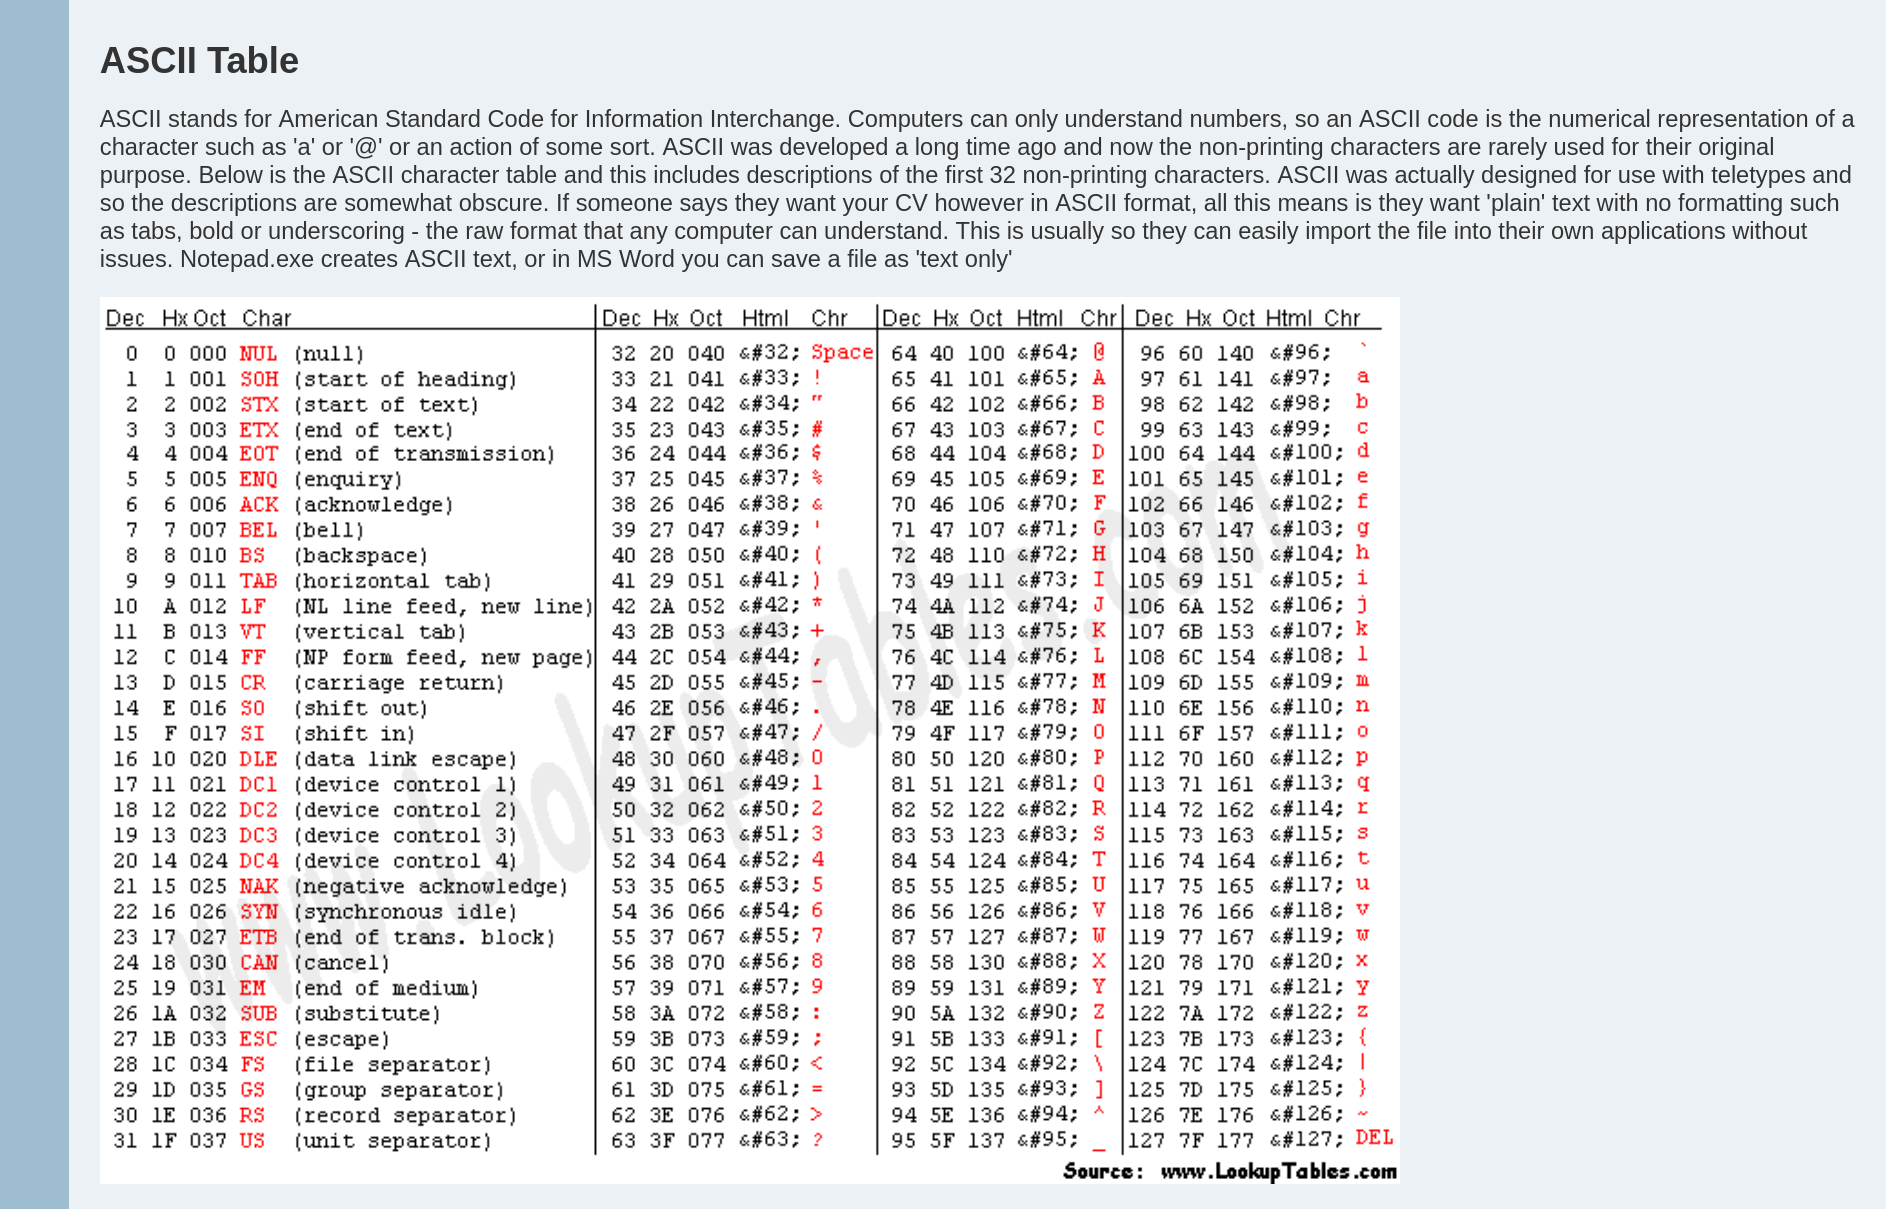 ASCII Table
ASCII stands for American Standard Code for Information Interchange. Computers can only understand numbers, so an ASCII code is the numerical representation of a
character such as 'a' or '@' or an action of some sort. ASCII was developed a long time ago and now the non-printing characters are rarely used for their original
purpose. Below is the ASCII character table and this includes descriptions of the first 32 non-printing characters. ASCII was actually designed for use with teletypes and
so the descriptions are somewhat obscure. If someone says they want your CV however in ASCII format, all this means is they want 'plain' text with no formatting such
as tabs, bold or underscoring - the raw format that any computer can understand. This is usually so they can easily import the file into their own applications without
issues. Notepad.exe creates ASCII text, or in MS Word you can save a file as 'text only'
Dec Hx Oct Char Dec Hx Oct Html Chr Dec Hx Oct Html Chr Dec Hx Oct Html Chr
0 0 000 NUL (null) 32 20 040 &#32; Space 64 40 100 &#64; @ 96 60 140 &#96; `
1 1 001 SOH (start of heading) 33 21 041 &#33; ! 65 41 101 &#65; A 97 61 141 &#97; a
2 2 002 STX (start of text) 34 22 042 &#34; " 66 42 102 &#66; B 98 62 142 &#98; b
3 3 003 ETX (end of text) 35 23 043 &#35; # 67 43 103 &#67; C 99 63 143 &#99; c
4 4 004 EOT (end of transmission) 36 24 044 &#36; $ 68 44 104 &#68; D 100 64 144 &#100; d
5 5 005 ENQ (enquiry) 37 25 045 &#37; % 69 45 105 &#69; E 101 65 145 &#101; e
6 6 006 ACK (acknowledge) 38 26 046 &#38; & 70 46 106 &#70; F 102 66 146 &#102; f
7 7 007 BEL (bell) 39 27 047 &#39; ' 71 47 107 &#71; G 103 67 147 &#103; g
8 8 010 BS (backspace) 40 28 050 &#40; ( 72 48 110 &#72; H 104 68 150 &#104; h
9 9 011 TAB (horizontal tab) 41 29 051 &#41; ) 73 49 111 &#73; I 105 69 151 &#105; i
10 A 012 LF (NL line feed, new line) 42 2A 052 &#42; * 74 4A 112 &#74; J 106 6A 152 &#106; j
11 B 013 VT (vertical tab) 43 2B 053 &#43; + 75 4B 113 &#75; K 107 6B 153 &#107; k
12 C 014 FF (NP form feed, new page) 44 2C 054 &#44; , 76 4C 114 &#76; L 108 6C 154 &#108; l
13 D 015 CR (carriage return) 45 2D 055 &#45; - 77 4D 115 &#77; M 109 6D 155 &#109; m
14 E 016 SO (shift out) 46 2E 056 &#46; . 78 4E 116 &#78; N 110 6E 156 &#110; n
15 F 017 SI (shift in) 47 2F 057 &#47; / 79 4F 117 &#79; O 111 6F 157 &#111; o
16 10 020 DLE (data link escape) 48 30 060 &#48; 0 80 50 120 &#80; P 112 70 160 &#112; p
17 11 021 DC1 (device control 1) 49 31 061 &#49; 1 81 51 121 &#81; Q 113 71 161 &#113; q
18 12 022 DC2 (device control 2) 50 32 062 &#50; 2 82 52 122 &#82; R 114 72 162 &#114; r
19 13 023 DC3 (device control 3) 51 33 063 &#51; 3 83 53 123 &#83; S 115 73 163 &#115; s
20 14 024 DC4 (device control 4) 52 34 064 &#52; 4 84 54 124 &#84; T 116 74 164 &#116; t
21 15 025 NAK (negative acknowledge) 53 35 065 &#53; 5 85 55 125 &#85; U 117 75 165 &#117; u
22 16 026 SYN (synchronous idle) 54 36 066 &#54; 6 86 56 126 &#86; V 118 76 166 &#118; v
23 17 027 ETB (end of trans. block) 55 37 067 &#55; 7 87 57 127 &#87; W 119 77 167 &#119; w
24 18 030 CAN (cancel) 56 38 070 &#56; 8 88 58 130 &#88; X 120 78 170 &#120; x
25 19 031 EM (end of medium) 57 39 071 &#57; 9 89 59 131 &#89; Y 121 79 171 &#121; y
26 1A 032 SUB (substitute) 58 3A 072 &#58; : 90 5A 132 &#90; Z 122 7A 172 &#122; z
27 1B 033 ESC (escape) 59 3B 073 &#59; ; 91 5B 133 &#91; [ 123 7B 173 &#123; {
28 1C 034 FS (file separator) 60 3C 074 &#60; < 92 5C 134 &#92; \ 124 7C 174 &#124; |
29 1D 035 GS (group separator) 61 3D 075 &#61; = 93 5D 135 &#93; ] 125 7D 175 &#125; }
30 1E 036 RS (record separator) 62 3E 076 &#62; > 94 5E 136 &#94; ^ 126 7E 176 &#126; ~
31 1F 037 US (unit separator) 63 3F 077 &#63; ? 95 5F 137 &#95; _ 127 7F 177 &#127; DEL
Source: www.LookupTables.com
www.LookupTables.com